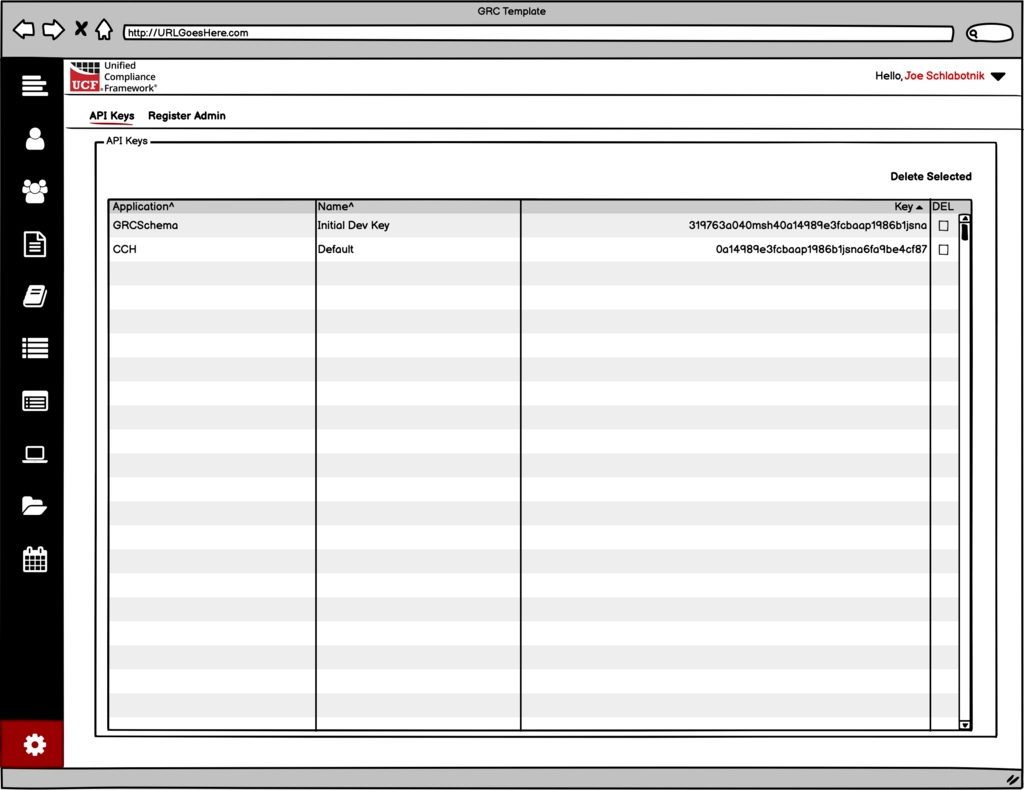 GRC Template
http://URLGoesHere.com
Unified
Compliance
Framework®
UCF
Hello, Joe Schlabotnik
API Keys Register Admin
API Keys
Delete Selected
Application^ Name^ Key DEL
GRCSchema Initial Dev Key 319763a040msh40a14989e3fcbaap1986b1jsna
CCH Default 0a14989e3fcbaap1986b1jsna6fa9be4cf87